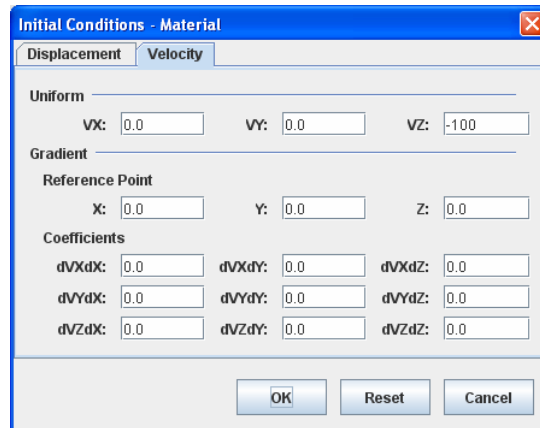 Initial Conditions - Material
Displacement Velocity
Uniform
VX: 0.0 VY: 0.0 VZ: -100
Gradient
Reference Point
X: 0.0 Y: 0.0 Z: 0.0
Coefficients
dVXdX: 0.0 dVXdY: 0.0 dVXdZ: 0.0
dVYdX: 0.0 dVYdY: 0.0 dVYdZ: 0.0
dVZdX: 0.0 dVZdY: 0.0 dVZdZ: 0.0
OK Reset Cancel